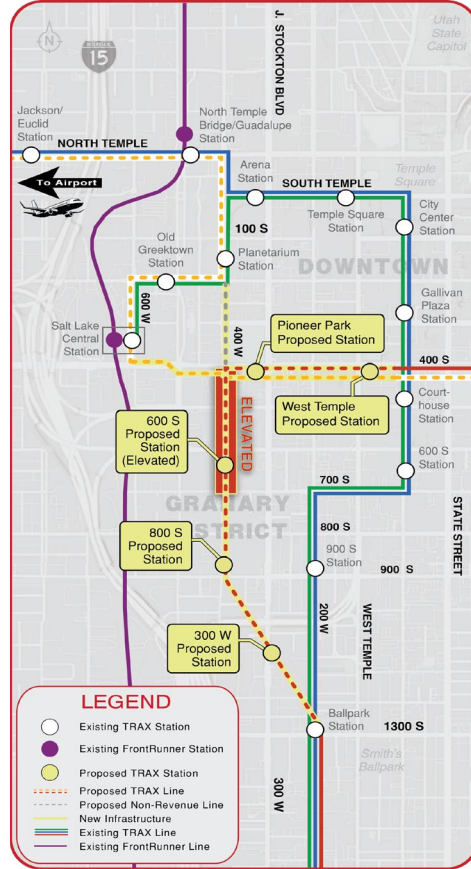 N
INTERSTATE
15
J. STOCKTON BLVD
Utah
State
Capitol
Jackson/
Euclid
Station
NORTH TEMPLE
North Temple
Bridge/Guadalupe
Station
To Airport
Arena
Station
SOUTH TEMPLE
Temple
Square
Temple Square
Station
City
Center
Station
100 S
Old
Greektown
Station
Planetarium
Station
DOWNTOWN
600 W
Salt Lake
Central
Station
400 W
Gallivan
Plaza
Station
Pioneer Park
Proposed Station
400 S
West Temple
Proposed Station
Court-
house
Station
600 S
Proposed
Station
(Elevated)
ELEVATED
600 S
Station
700 S
GRANARY
DISTRICT
800 S
STATE STREET
800 S
Proposed
Station
900 S
Station
900 S
200 W
WEST TEMPLE
300 W
Proposed
Station
Ballpark
Station
1300 S
Smith's
Ballpark
300 W
LEGEND
Existing TRAX Station
Existing FrontRunner Station
Proposed TRAX Station
Proposed TRAX Line
Proposed Non-Revenue Line
New Infrastructure
Existing TRAX Line
Existing FrontRunner Line